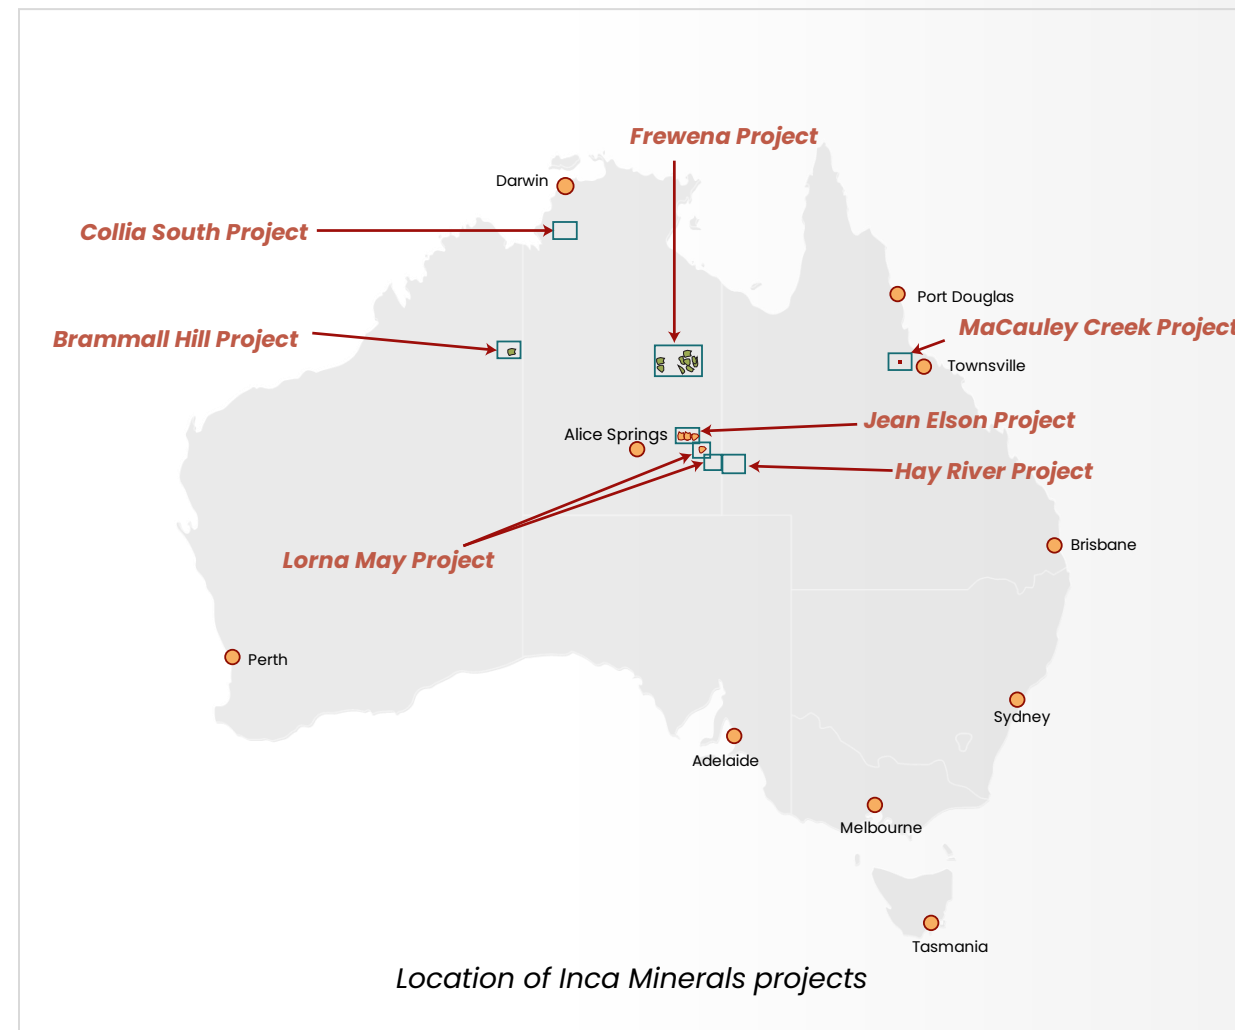 Frewena Project
Darwin
Collia South Project
Port Douglas
MaCauley Creek Project
Brammall Hill Project
Townsville
Jean Elson Project
Alice Springs
Hay River Project
Lorna May Project
Brisbane
Perth
Sydney
Adelaide
Melbourne
Tasmania
Location of Inca Minerals projects